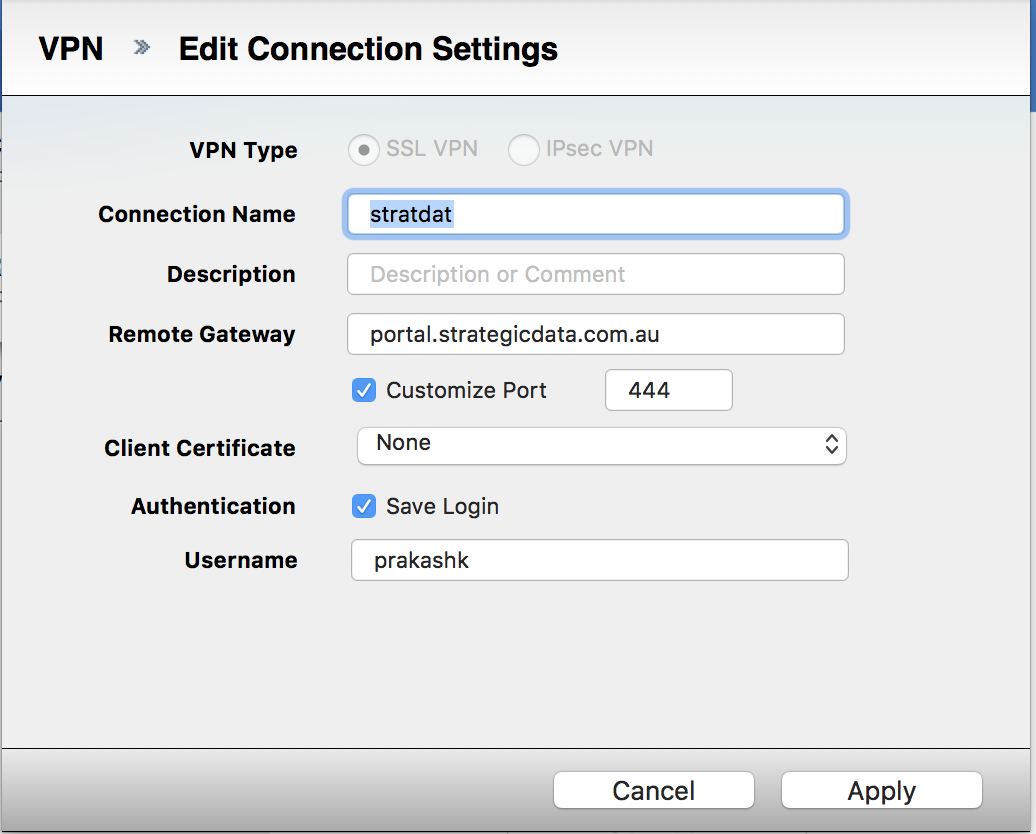 VPN » Edit Connection Settings
VPN Type SSL VPN IPsec VPN
Connection Name stratdat
Description Description or Comment
Remote Gateway portal.strategicdata.com.au
Customize Port 444
Client Certificate None
Authentication Save Login
Username prakashk
Cancel Apply